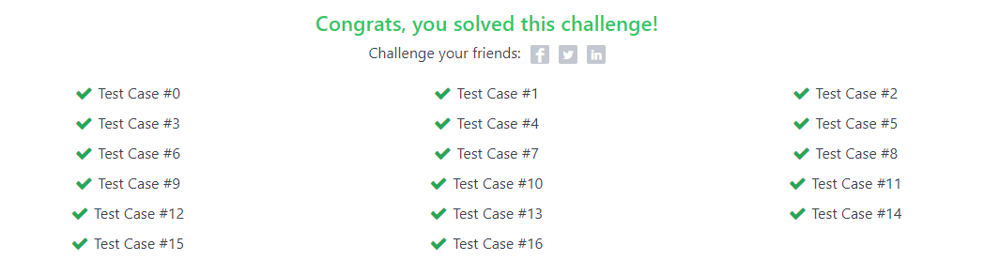 Congrats, you solved this challenge!
Challenge your friends:
Test Case #0 Test Case #1 Test Case #2
Test Case #3 Test Case #4 Test Case #5
Test Case #6 Test Case #7 Test Case #8
Test Case #9 Test Case #10 Test Case #11
Test Case #12 Test Case #13 Test Case #14
Test Case #15 Test Case #16